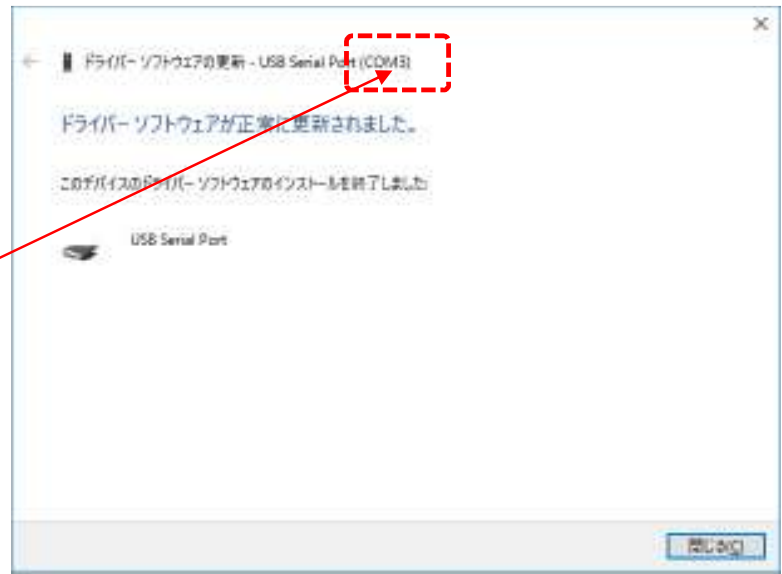 ドライバー ソフトウェアの更新 - USB Serial Port (COM3)
ドライバー ソフトウェアが正常に更新されました。
このデバイスのドライバー ソフトウェアのインストールを終了しました:
USB Serial Port
閉じる(C)